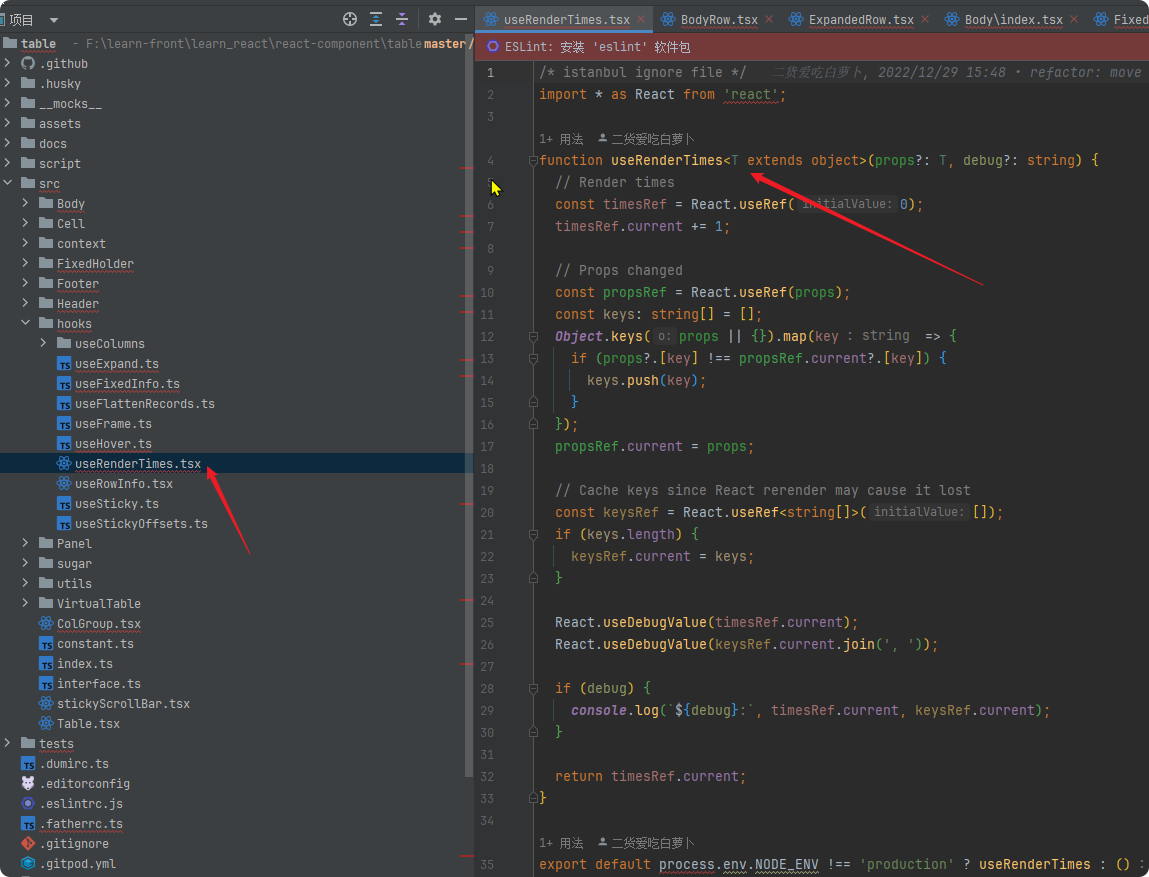 项目
table - F:\learn-front\learn_react\react-component\table master /
.github
.husky
__mocks__
assets
docs
script
src
Body
Cell
context
FixedHolder
Footer
Header
hooks
useColumns
useExpand.ts
useFixedInfo.ts
useFlattenRecords.ts
useFrame.ts
useHover.ts
useRenderTimes.tsx
useRowInfo.tsx
useSticky.ts
useStickyOffsets.ts
Panel
sugar
utils
VirtualTable
ColGroup.tsx
constant.ts
index.ts
interface.ts
stickyScrollBar.tsx
Table.tsx
tests
.dumirc.ts
.editorconfig
.eslintrc.js
.fatherrc.ts
.gitignore
.gitpod.yml
useRenderTimes.tsx × BodyRow.tsx × ExpandedRow.tsx × Body\index.tsx × Fixed
ESLint: 安装 'eslint' 软件包
1 /* istanbul ignore file */ 二货爱吃白萝卜, 2022/12/29 15:48 • refactor: move
2 import * as React from 'react';
3
1+ 用法 二货爱吃白萝卜
4 function useRenderTimes<T extends object>(props?: T, debug?: string) {
// Render times
6 const timesRef = React.useRef( initialValue: 0);
7 timesRef.current += 1;
8
9 // Props changed
10 const propsRef = React.useRef(props);
11 const keys: string[] = [];
12 Object.keys( o: props || {}).map(key : string => {
13 if (props?.[key] !== propsRef.current?.[key]) {
14 keys.push(key);
15 }
16 });
17 propsRef.current = props;
18
19 // Cache keys since React rerender may cause it lost
20 const keysRef = React.useRef<string[]>( initialValue: []);
21 if (keys.length) {
22 keysRef.current = keys;
23 }
24
25 React.useDebugValue(timesRef.current);
26 React.useDebugValue(keysRef.current.join(', '));
27
28 if (debug) {
29 console.log(`${debug}:`, timesRef.current, keysRef.current);
30 }
31
32 return timesRef.current;
33 }
34
1+ 用法 二货爱吃白萝卜
35 export default process.env.NODE_ENV !== 'production' ? useRenderTimes : () :